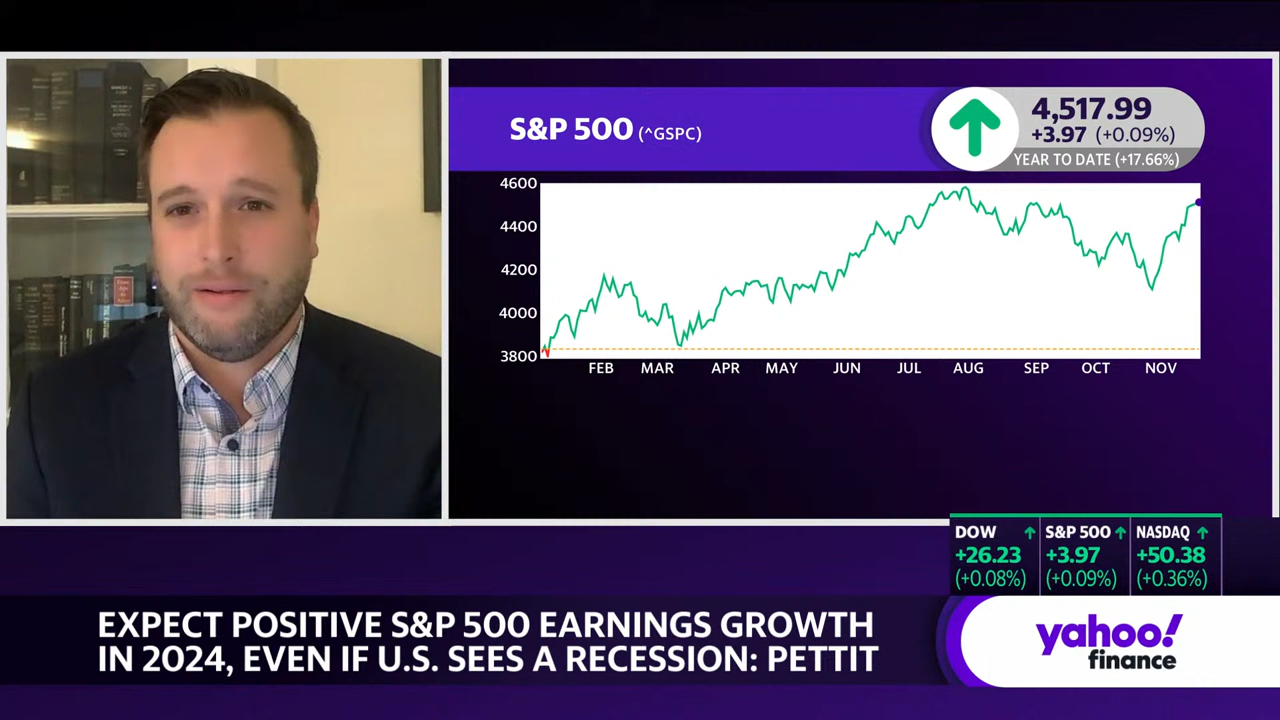 S&P 500 (^GSPC)
4,517.99
+3.97 (+0.09%)
YEAR TO DATE (+17.66%)
4600
4400
4200
4000
3800
FEB MAR APR MAY JUN JUL AUG SEP OCT NOV
DOW
+26.23
(+0.08%)
S&P 500
+3.97
(+0.09%)
NASDAQ
+50.38
(+0.36%)
EXPECT POSITIVE S&P 500 EARNINGS GROWTH
IN 2024, EVEN IF U.S. SEES A RECESSION: PETTIT
yahoo!
finance